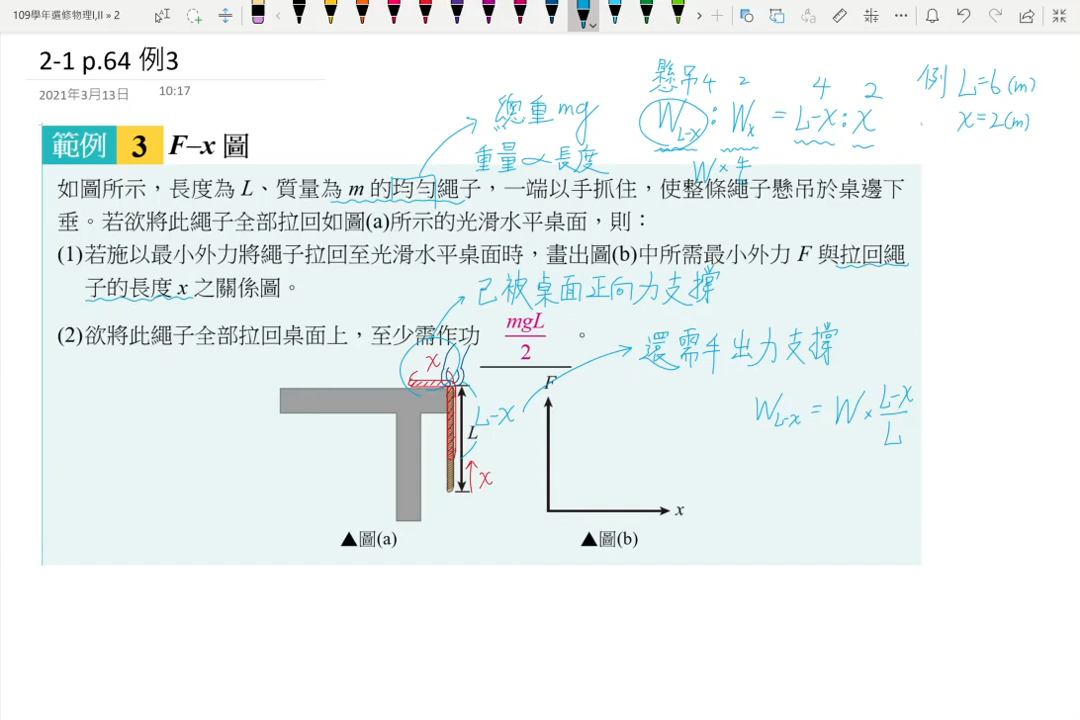 109學年選修物理I,II » 2
2-1 p.64 例3
2021年3月13日 10:17
懸吊4 2
W_{L-x} : W_x = L-x : x
4 2
W×4
例 L=6(m)
x=2(m)
總重mg
重量∝長度
範例 3 F–x 圖
如圖所示，長度為 L、質量為 m 的均勻繩子，一端以手抓住，使整條繩子懸吊於桌邊下
垂。若欲將此繩子全部拉回如圖(a)所示的光滑水平桌面，則：
(1)若施以最小外力將繩子拉回至光滑水平桌面時，畫出圖(b)中所需最小外力 F 與拉回繩
子的長度 x 之關係圖。
已被桌面正向力支撐
(2)欲將此繩子全部拉回桌面上，至少需作功 mgL/2 。
還需手出力支撐
W_{L-x} = W × (L-x)/L
x
L-x
L
x
F
x
▲圖(a)
▲圖(b)